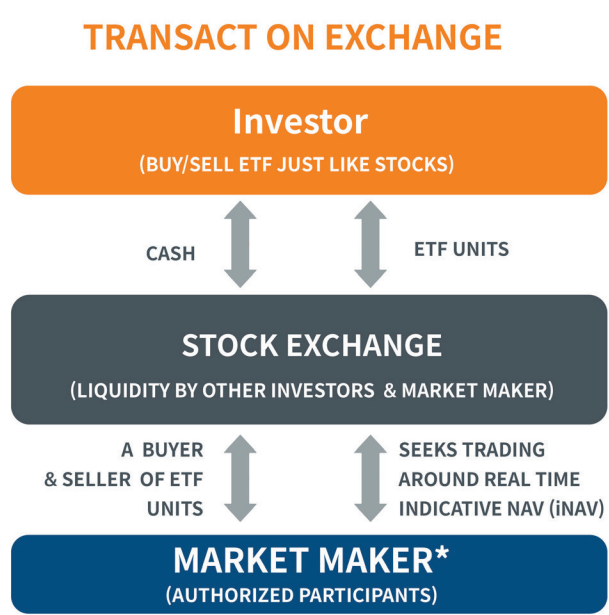 TRANSACT ON EXCHANGE
Investor
(BUY/SELL ETF JUST LIKE STOCKS)
CASH
ETF UNITS
STOCK EXCHANGE
(LIQUIDITY BY OTHER INVESTORS & MARKET MAKER)
A BUYER
& SELLER OF ETF
UNITS
SEEKS TRADING
AROUND REAL TIME
INDICATIVE NAV (iNAV)
MARKET MAKER*
(AUTHORIZED PARTICIPANTS)